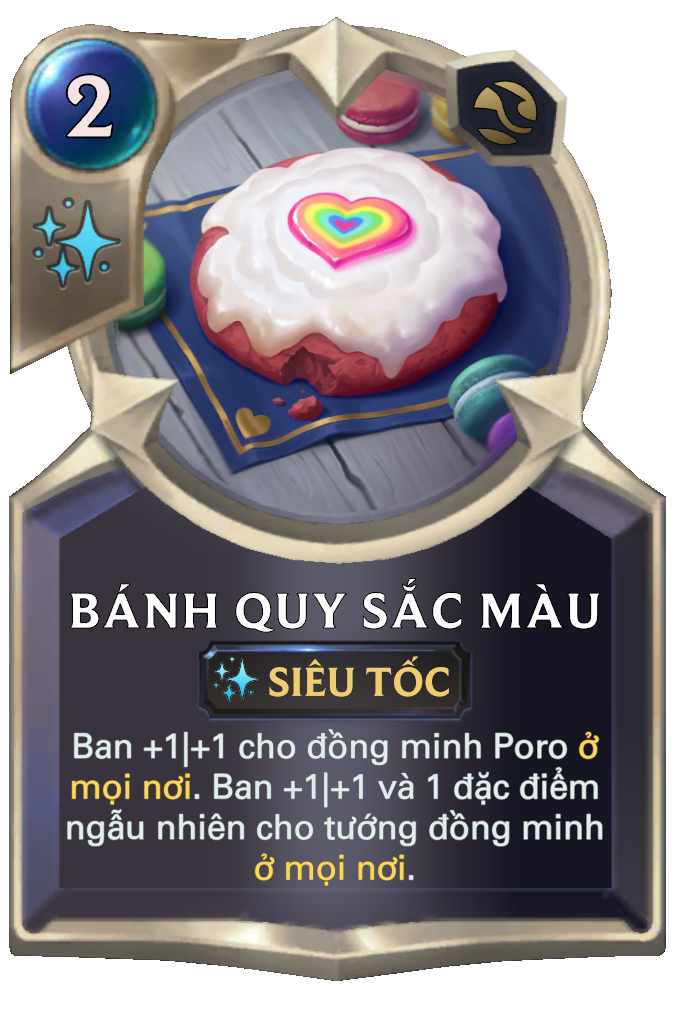 2
BÁNH QUY SẮC MÀU
SIÊU TỐC
Ban +1|+1 cho đồng minh Poro ở
mọi nơi. Ban +1|+1 và 1 đặc điểm
ngẫu nhiên cho tướng đồng minh
ở mọi nơi.